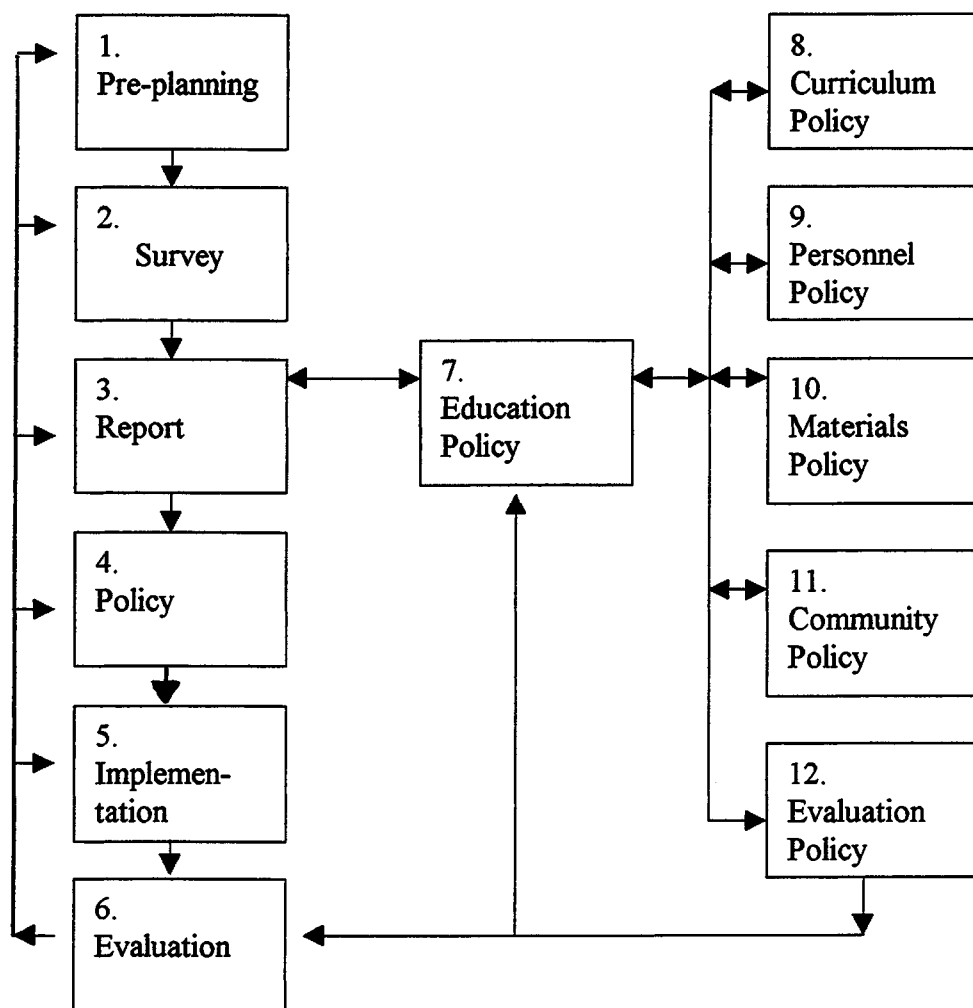 1.
Pre-planning
2.
Survey
3.
Report
4.
Policy
5.
Implemen-
tation
6.
Evaluation
7.
Education
Policy
8.
Curriculum
Policy
9.
Personnel
Policy
10.
Materials
Policy
11.
Community
Policy
12.
Evaluation
Policy